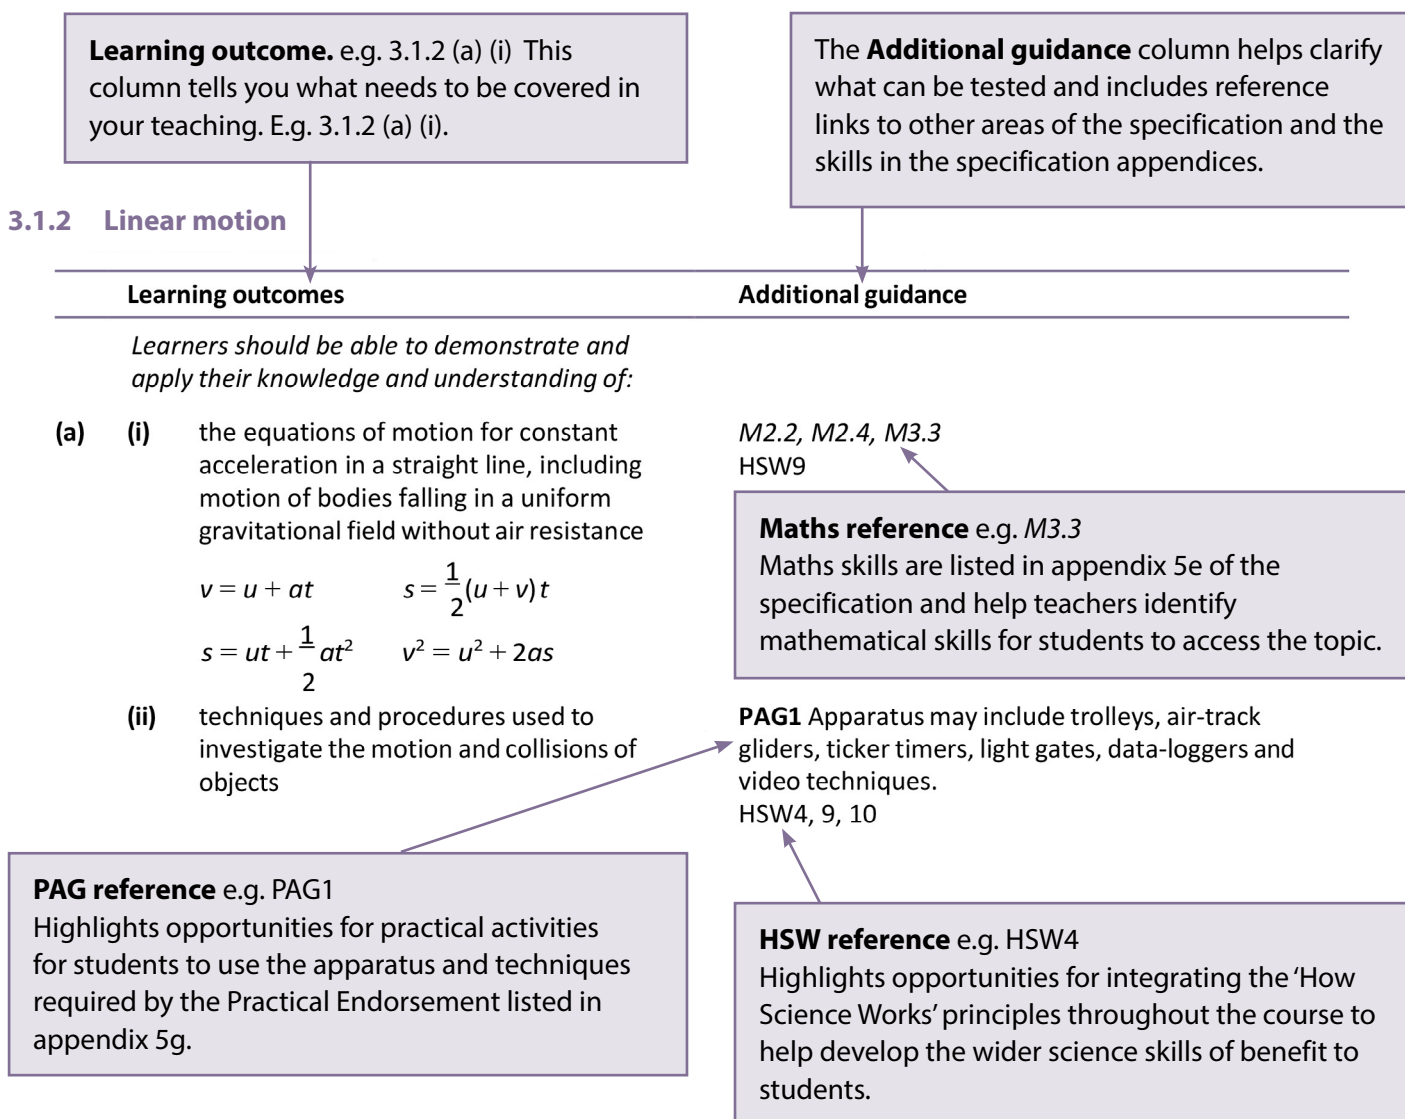 Learning outcome. e.g. 3.1.2 (a) (i) This
column tells you what needs to be covered in
your teaching. E.g. 3.1.2 (a) (i).
The Additional guidance column helps clarify
what can be tested and includes reference
links to other areas of the specification and the
skills in the specification appendices.
3.1.2 Linear motion
Learning outcomes
Additional guidance
Learners should be able to demonstrate and
apply their knowledge and understanding of:
(a) (i) the equations of motion for constant
acceleration in a straight line, including
motion of bodies falling in a uniform
gravitational field without air resistance
v = u + at s = 1/2 (u + v) t
s = ut + 1/2 at² v² = u² + 2as
M2.2, M2.4, M3.3
HSW9
Maths reference e.g. M3.3
Maths skills are listed in appendix 5e of the
specification and help teachers identify
mathematical skills for students to access the topic.
(ii) techniques and procedures used to
investigate the motion and collisions of
objects
PAG1 Apparatus may include trolleys, air-track
gliders, ticker timers, light gates, data-loggers and
video techniques.
HSW4, 9, 10
PAG reference e.g. PAG1
Highlights opportunities for practical activities
for students to use the apparatus and techniques
required by the Practical Endorsement listed in
appendix 5g.
HSW reference e.g. HSW4
Highlights opportunities for integrating the ‘How
Science Works’ principles throughout the course to
help develop the wider science skills of benefit to
students.